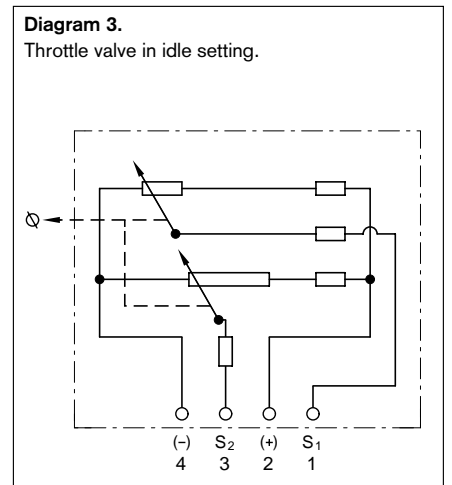 Diagram 3.
Throttle valve in idle setting.
∅
(–) S₂ (+) S₁
4 3 2 1